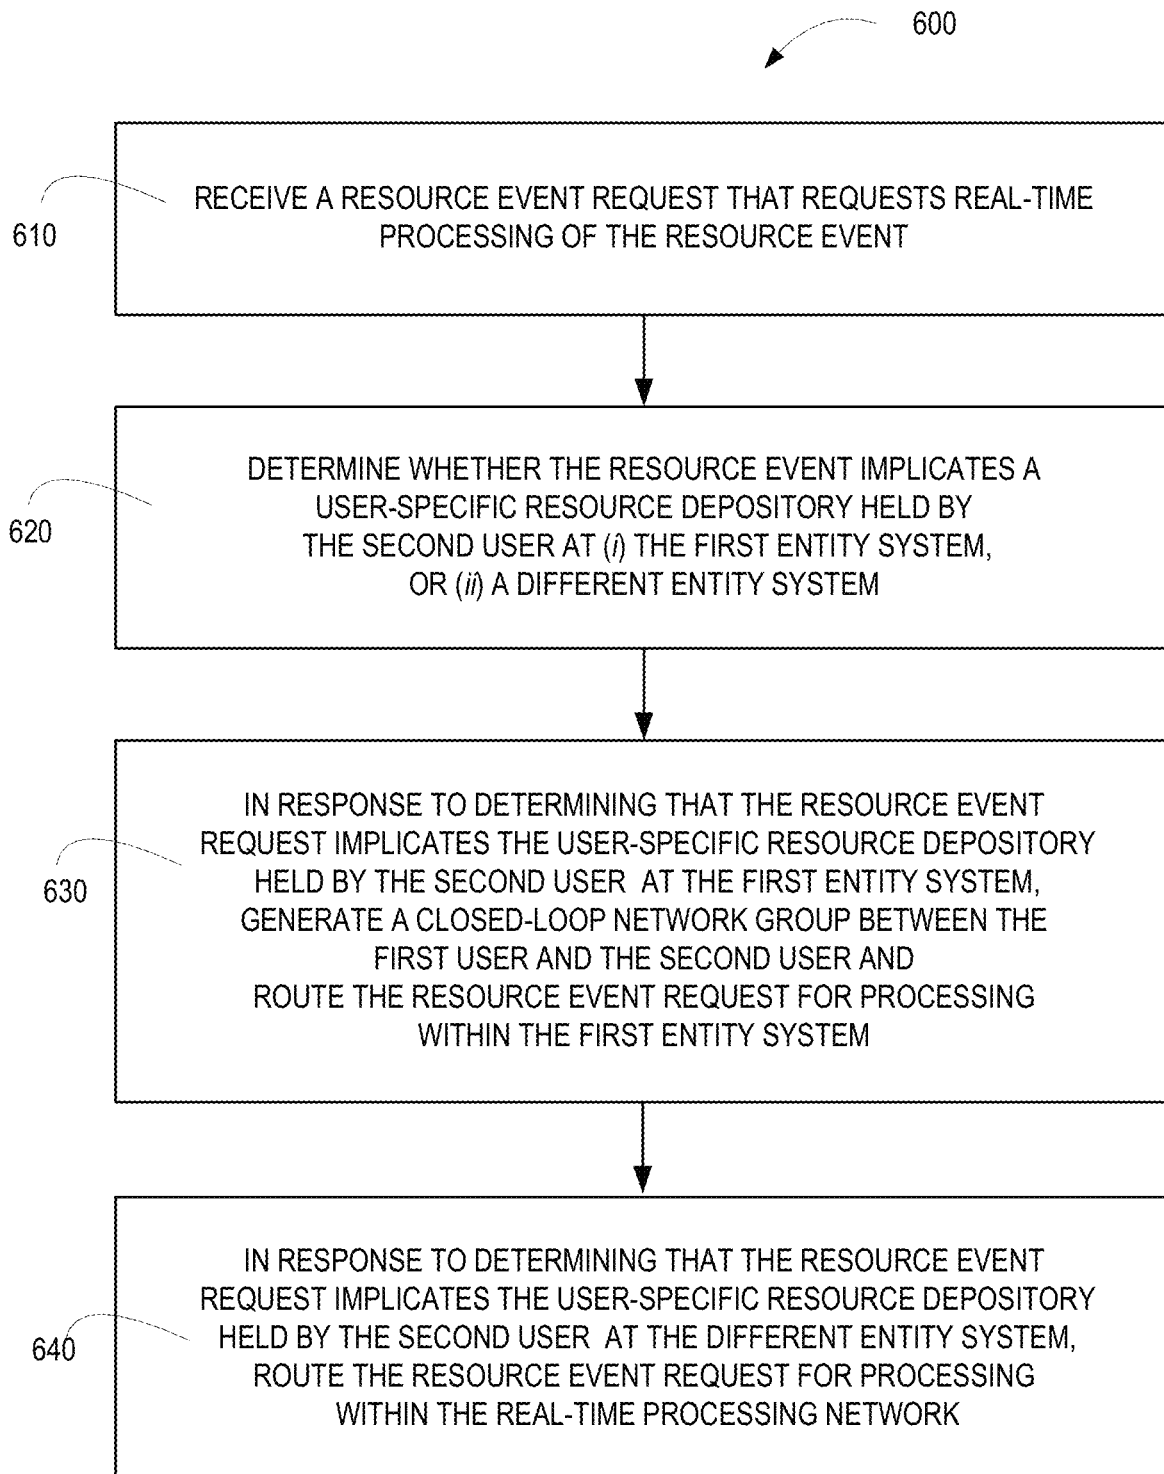 600
610
RECEIVE A RESOURCE EVENT REQUEST THAT REQUESTS REAL-TIME
PROCESSING OF THE RESOURCE EVENT
620
DETERMINE WHETHER THE RESOURCE EVENT IMPLICATES A
USER-SPECIFIC RESOURCE DEPOSITORY HELD BY
THE SECOND USER AT (i) THE FIRST ENTITY SYSTEM,
OR (ii) A DIFFERENT ENTITY SYSTEM
630
IN RESPONSE TO DETERMINING THAT THE RESOURCE EVENT
REQUEST IMPLICATES THE USER-SPECIFIC RESOURCE DEPOSITORY
HELD BY THE SECOND USER AT THE FIRST ENTITY SYSTEM,
GENERATE A CLOSED-LOOP NETWORK GROUP BETWEEN THE
FIRST USER AND THE SECOND USER AND
ROUTE THE RESOURCE EVENT REQUEST FOR PROCESSING
WITHIN THE FIRST ENTITY SYSTEM
640
IN RESPONSE TO DETERMINING THAT THE RESOURCE EVENT
REQUEST IMPLICATES THE USER-SPECIFIC RESOURCE DEPOSITORY
HELD BY THE SECOND USER AT THE DIFFERENT ENTITY SYSTEM,
ROUTE THE RESOURCE EVENT REQUEST FOR PROCESSING
WITHIN THE REAL-TIME PROCESSING NETWORK